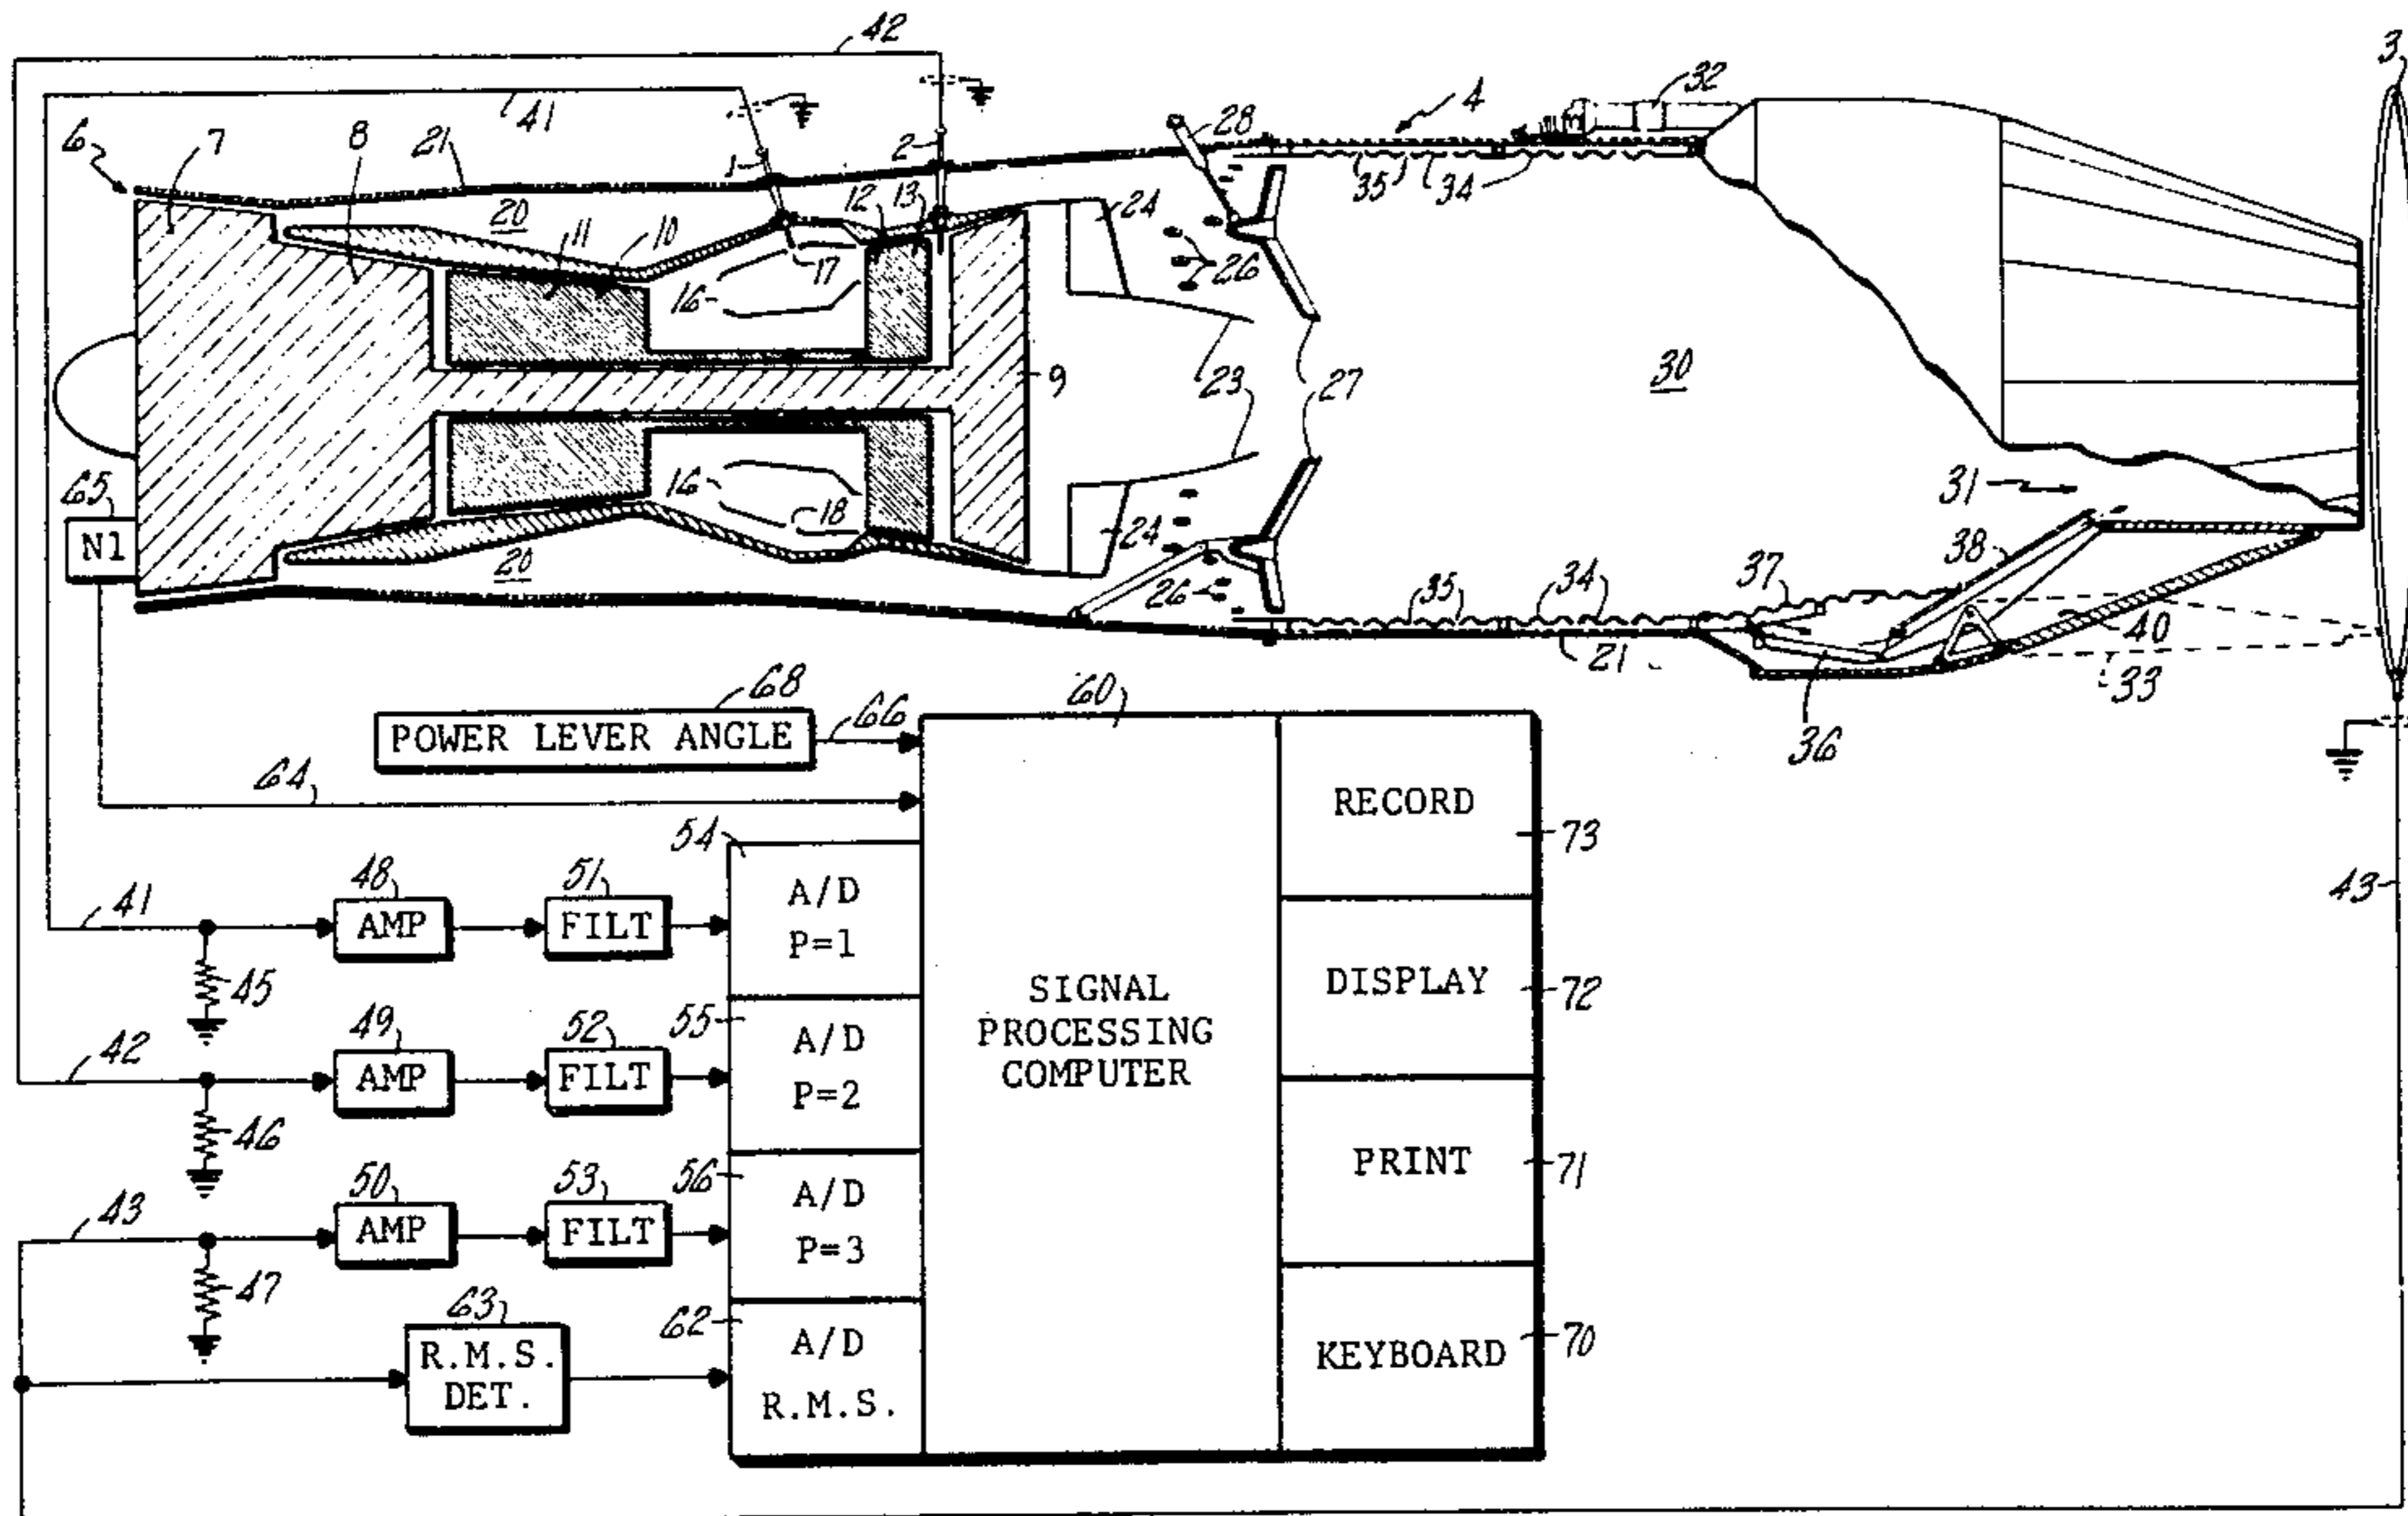 42
3
32
4
28
41
2
6
7
8
21
1
20
11
10
12
13
24
35
34
17
16
26
9
23
27
30
65
31
N1
16
18
24
38
20
26
37
35
34
40
21
33
36
68
60
POWER LEVER ANGLE
66
64
RECORD
73
54
43
41
48
51
A/D
P=1
AMP
FILT
45
SIGNAL
PROCESSING
COMPUTER
DISPLAY
72
55
42
49
52
A/D
P=2
AMP
FILT
46
PRINT
71
56
43
50
53
A/D
P=3
AMP
FILT
47
63
62
R.M.S.
DET.
A/D
R.M.S.
KEYBOARD
70